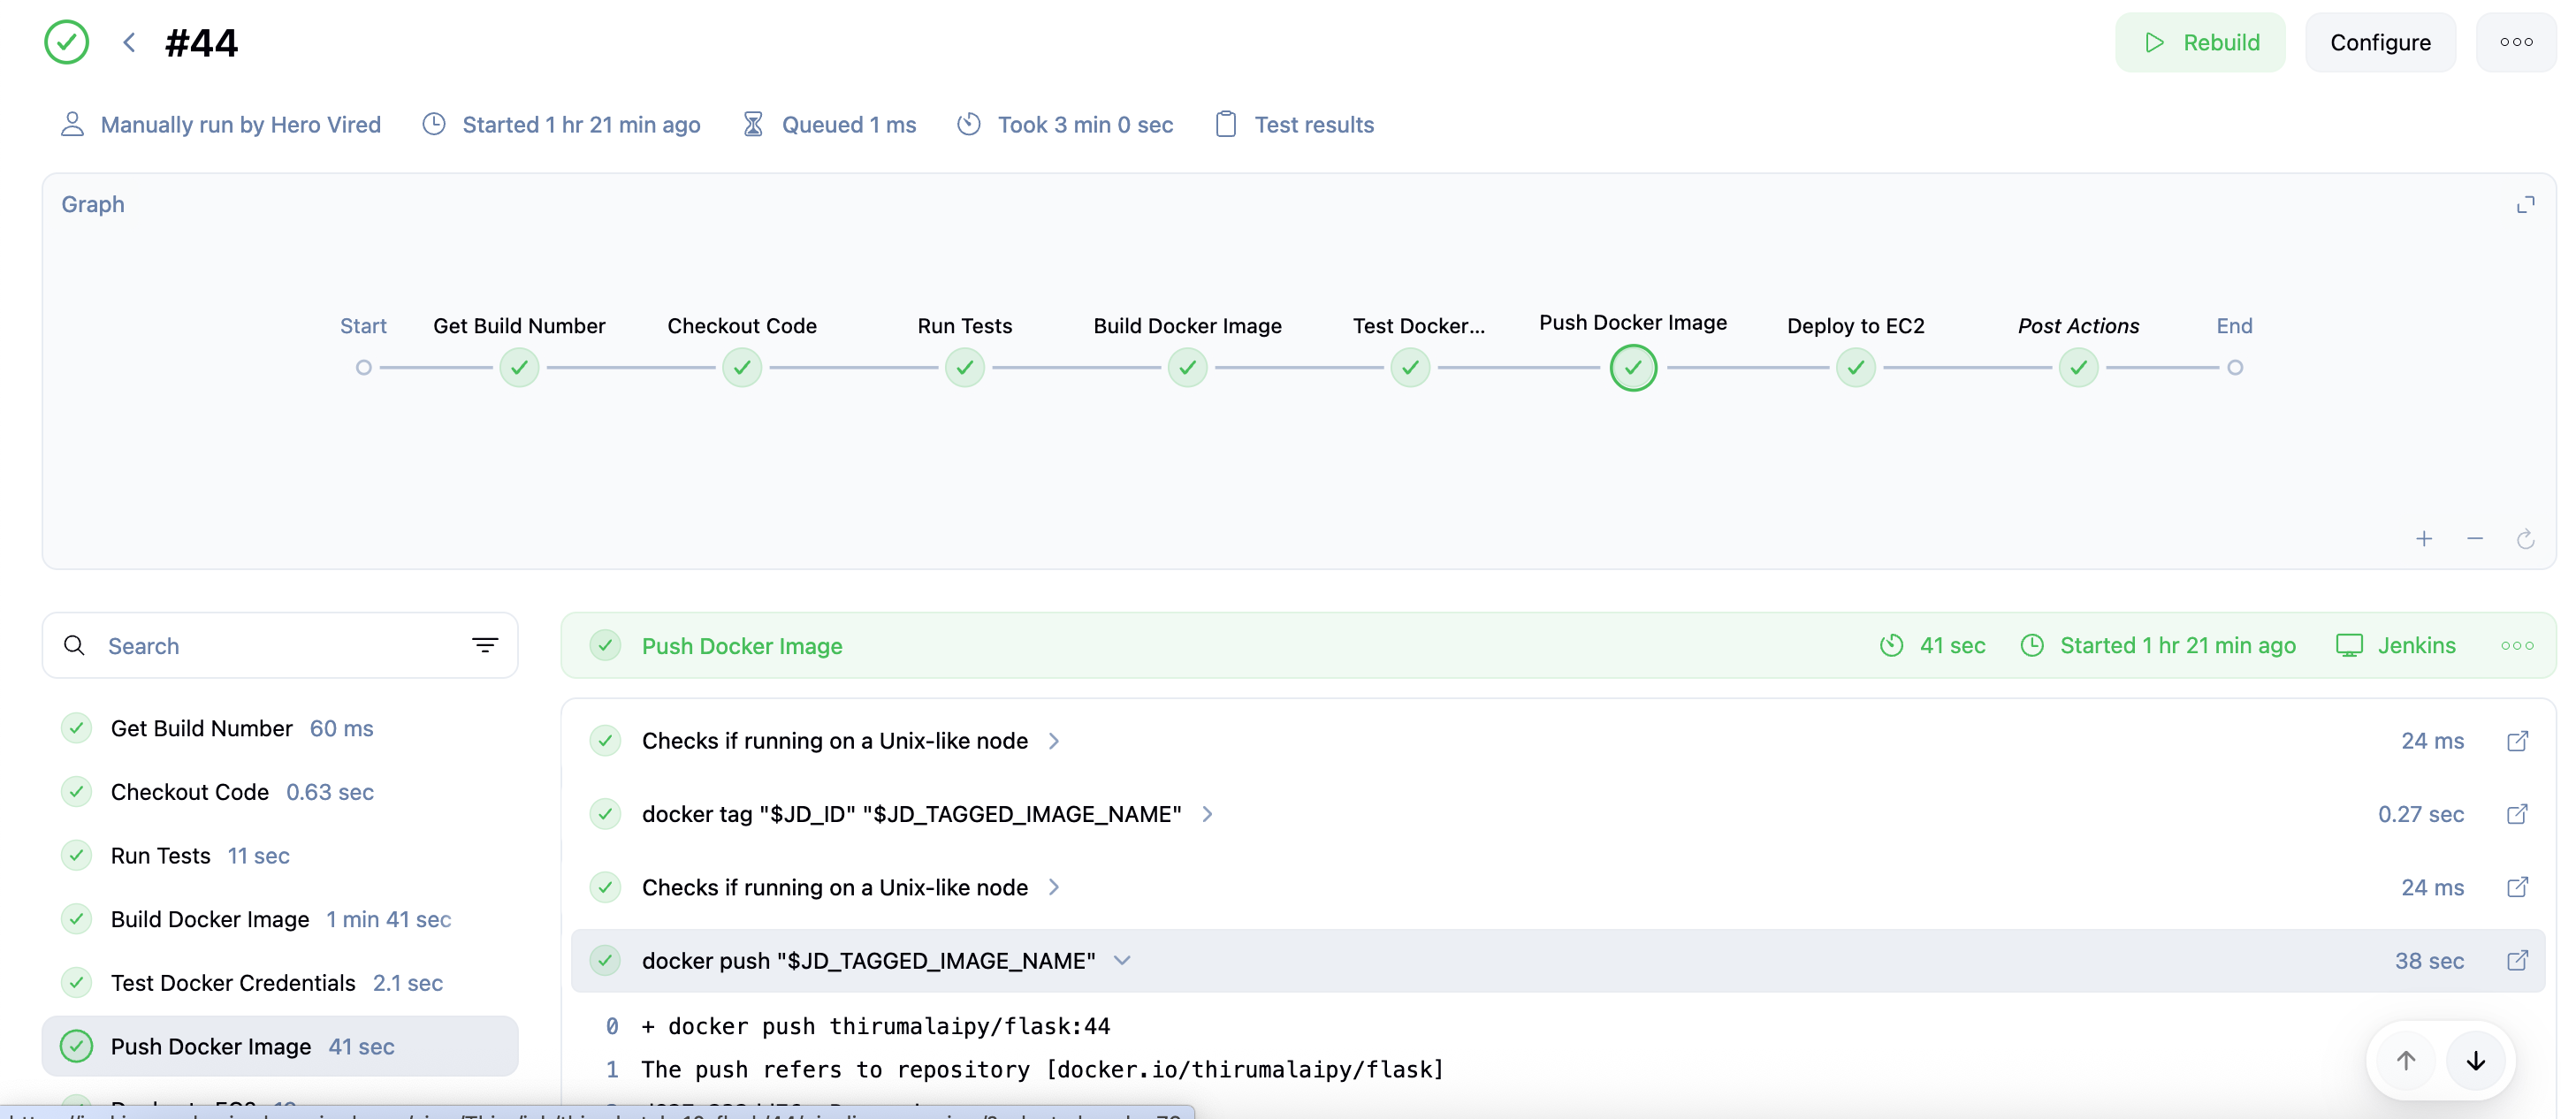 #44
Rebuild
Configure
Manually run by Hero Vired
Started 1 hr 21 min ago
Queued 1 ms
Took 3 min 0 sec
Test results
Graph
Start
Get Build Number
Checkout Code
Run Tests
Build Docker Image
Test Docker...
Push Docker Image
Deploy to EC2
Post Actions
End
Search
Get Build Number 60 ms
Checkout Code 0.63 sec
Run Tests 11 sec
Build Docker Image 1 min 41 sec
Test Docker Credentials 2.1 sec
Push Docker Image 41 sec
Push Docker Image
41 sec
Started 1 hr 21 min ago
Jenkins
Checks if running on a Unix-like node
24 ms
docker tag "$JD_ID" "$JD_TAGGED_IMAGE_NAME"
0.27 sec
Checks if running on a Unix-like node
24 ms
docker push "$JD_TAGGED_IMAGE_NAME"
38 sec
0 + docker push thirumalaipy/flask:44
1 The push refers to repository [docker.io/thirumalaipy/flask]